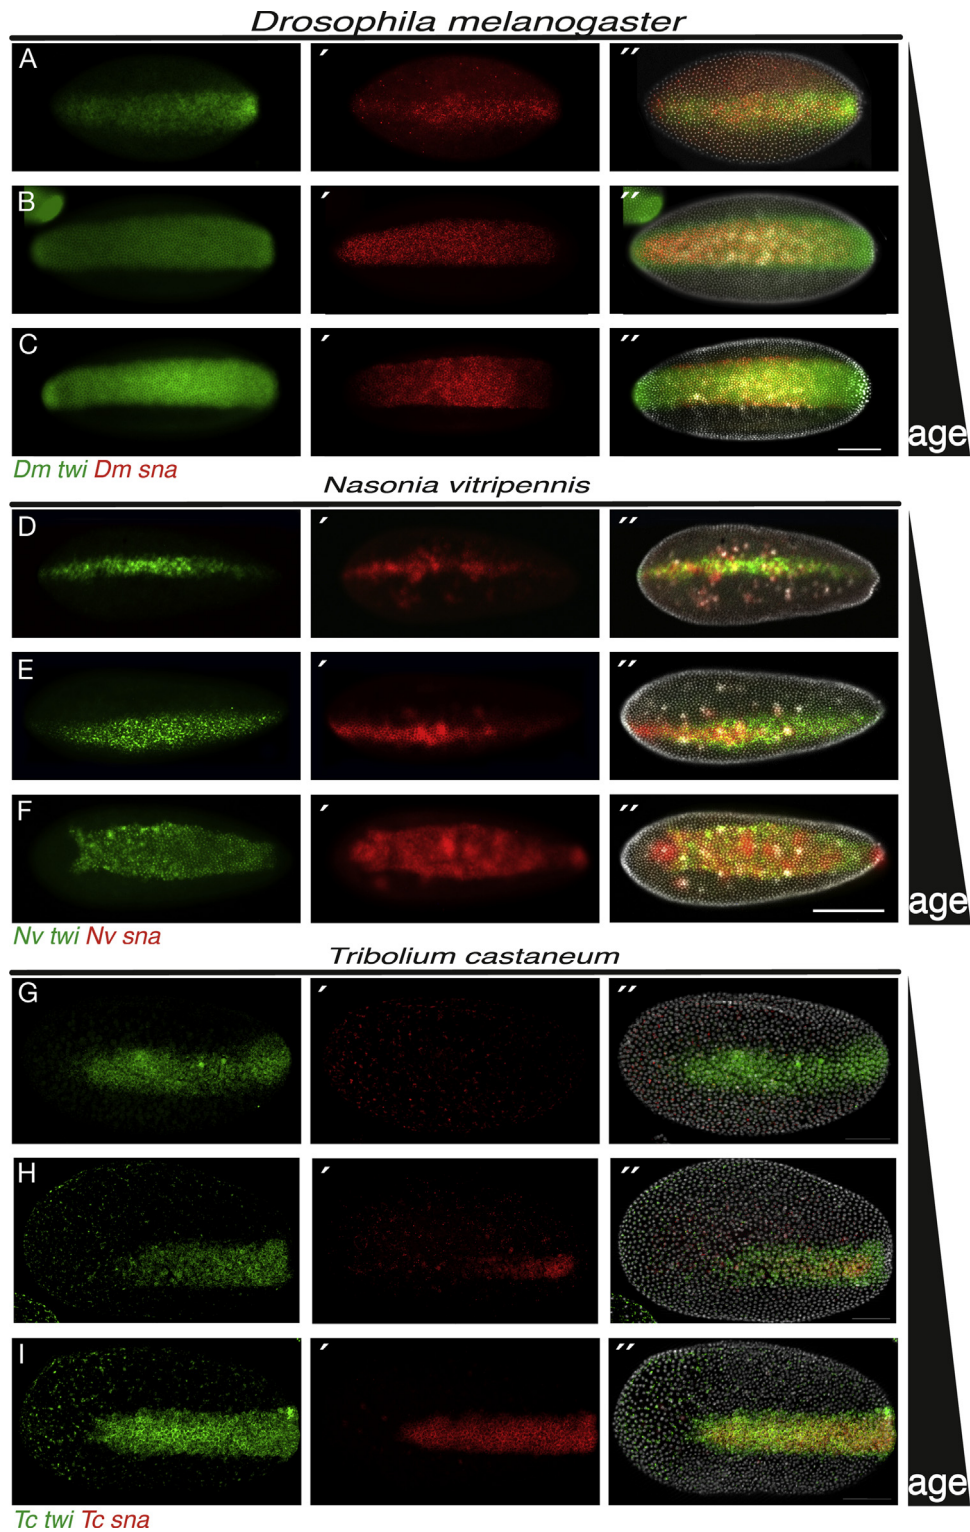 Drosophila melanogaster
A ′ ″
B ′ ″
C ′ ″
age
Dm twi Dm sna
Nasonia vitripennis
D ′ ″
E ′ ″
F ′ ″
age
Nv twi Nv sna
Tribolium castaneum
G ′ ″
H ′ ″
I ′ ″
age
Tc twi Tc sna